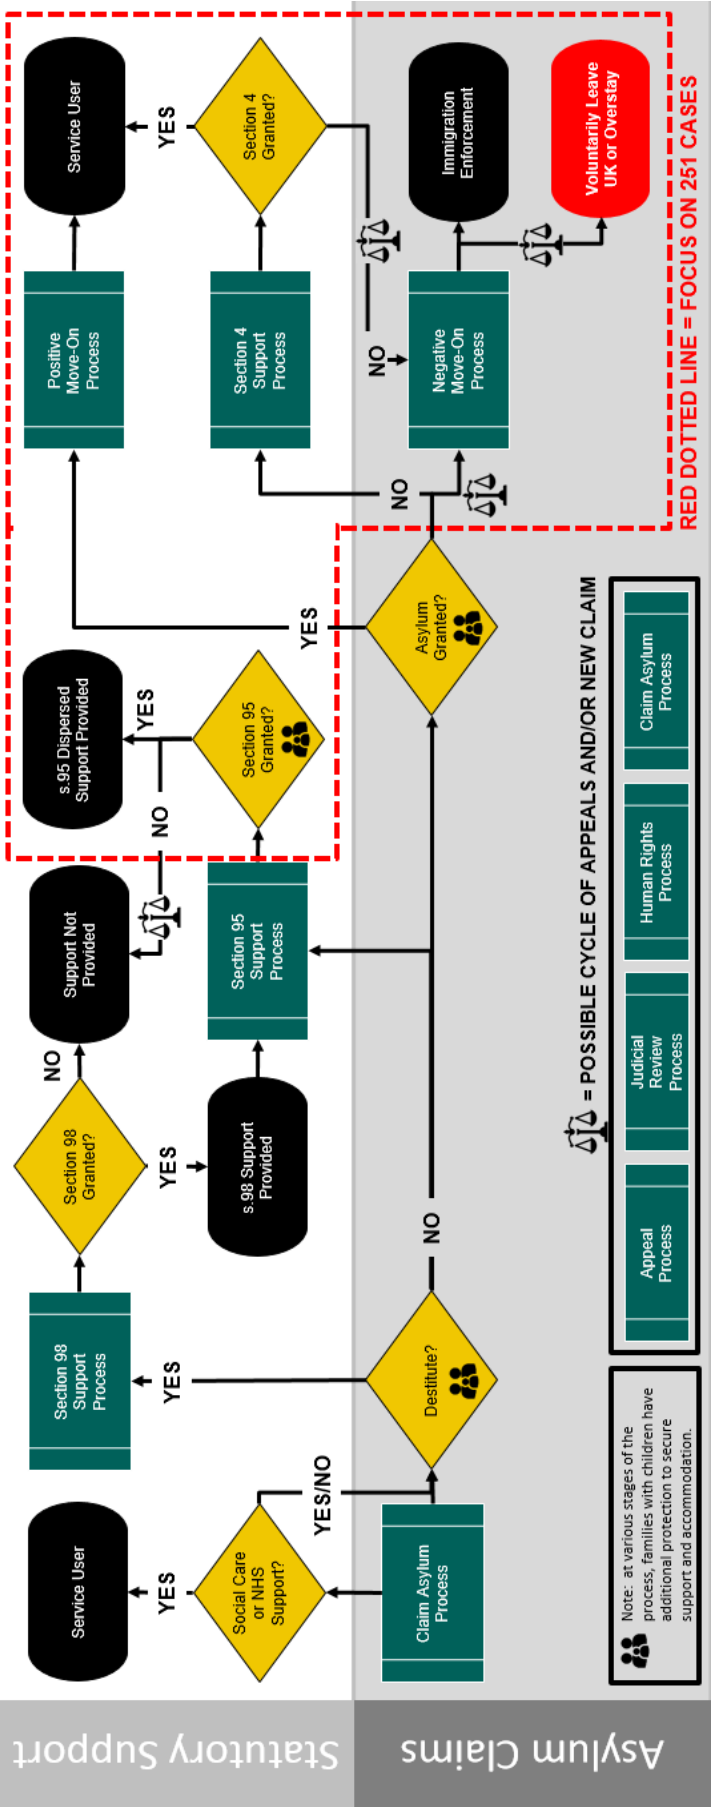 Statutory Support
Service User
YES
Social Care
or NHS
Support?
YES/NO
Section 98
Support
Process
YES
Section 98
Granted?
NO
YES
Support Not
Provided
s.98 Support
Provided
Section 95
Support
Process
NO
YES
s.95 Dispersed
Support Provided
Section 95
Granted?
YES
Positive
Move-On
Process
Service User
Section 4
Support
Process
YES
Section 4
Granted?
Asylum Claims
Claim Asylum
Process
Destitute?
NO
Asylum
Granted?
NO
NO
Negative
Move-On
Process
Immigration
Enforcement
Voluntarily Leave
UK or Overstay
RED DOTTED LINE = FOCUS ON 251 CASES
Note: at various stages of the
process, families with children have
additional protection to secure
support and accommodation.
= POSSIBLE CYCLE OF APPEALS AND/OR NEW CLAIM
Appeal
Process
Judicial
Review
Process
Human Rights
Process
Claim Asylum
Process